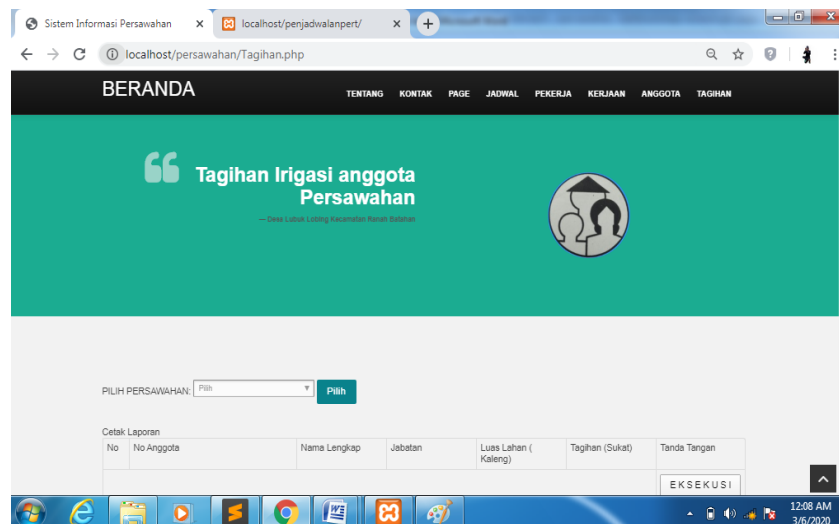 Sistem Informasi Persawahan
localhost/penjadwalanpert/
localhost/persawahan/Tagihan.php
BERANDA
TENTANG KONTAK PAGE JADWAL PEKERJA KERJAAN ANGGOTA TAGIHAN
Tagihan Irigasi anggota
Persawahan
— Desa Lubuk Lobing Kecamatan Ranah Batahan
PILIH PERSAWAHAN: Pilih Pilih
Cetak Laporan
No No Anggota Nama Lengkap Jabatan Luas Lahan ( Tagihan (Sukat) Tanda Tangan
Kaleng)
EKSEKUSI
12:08 AM
3/6/2020